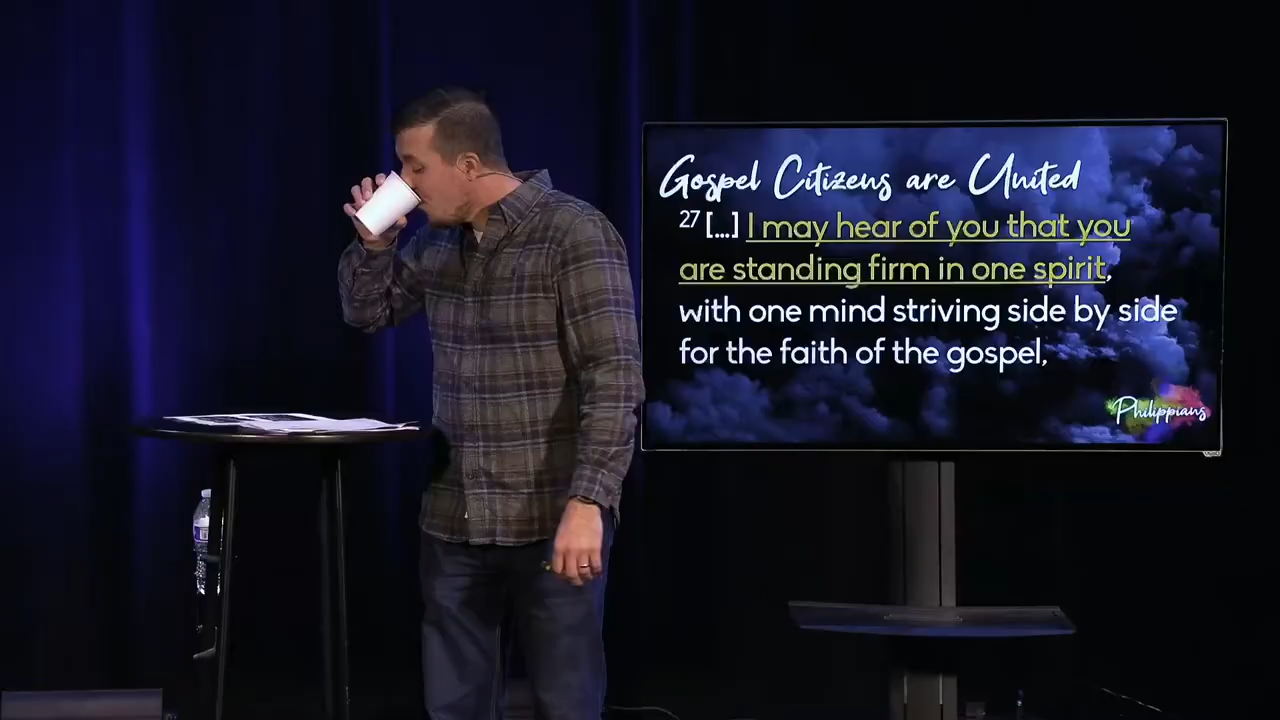 Gospel Citizens are United
27 [...] I may hear of you that you
are standing firm in one spirit,
with one mind striving side by side
for the faith of the gospel,
Philippians